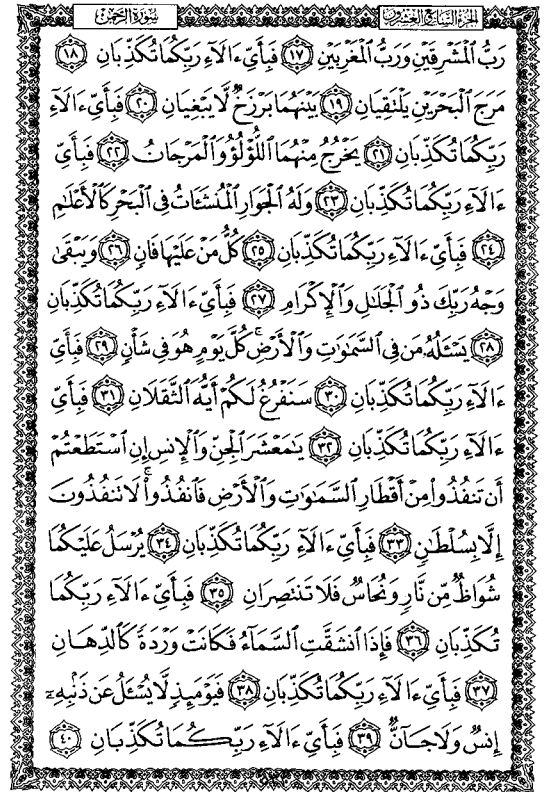 الجزء السابع والعشرون سورة الرحمن
رَبُّ الْمَشْرِقَيْنِ وَرَبُّ الْمَغْرِبَيْنِ ١٧ فَبِأَيِّ ءَالَآءِ رَبِّكُمَا تُكَذِّبَانِ ١٨
مَرَجَ الْبَحْرَيْنِ يَلْتَقِيَانِ ١٩ بَيْنَهُمَا بَرْزَخٌ لَّا يَبْغِيَانِ ٢٠ فَبِأَيِّ ءَالَآءِ
رَبِّكُمَا تُكَذِّبَانِ ٢١ يَخْرُجُ مِنْهُمَا اللُّؤْلُؤُ وَالْمَرْجَانُ ٢٢ فَبِأَيِّ
ءَالَآءِ رَبِّكُمَا تُكَذِّبَانِ ٢٣ وَلَهُ الْجَوَارِ الْمُنشَئَاتُ فِي الْبَحْرِ كَالْأَعْلَٰمِ
٢٤ فَبِأَيِّ ءَالَآءِ رَبِّكُمَا تُكَذِّبَانِ ٢٥ كُلُّ مَنْ عَلَيْهَا فَانٍ ٢٦ وَيَبْقَىٰ
وَجْهُ رَبِّكَ ذُو الْجَلَٰلِ وَالْإِكْرَامِ ٢٧ فَبِأَيِّ ءَالَآءِ رَبِّكُمَا تُكَذِّبَانِ
٢٨ يَسْـَٔلُهُ مَن فِي السَّمَٰوَٰتِ وَالْأَرْضِ ۚ كُلَّ يَوْمٍ هُوَ فِي شَأْنٍ ٢٩ فَبِأَيِّ
ءَالَآءِ رَبِّكُمَا تُكَذِّبَانِ ٣٠ سَنَفْرُغُ لَكُمْ أَيُّهَ الثَّقَلَانِ ٣١ فَبِأَيِّ
ءَالَآءِ رَبِّكُمَا تُكَذِّبَانِ ٣٢ يَٰمَعْشَرَ الْجِنِّ وَالْإِنسِ إِنِ اسْتَطَعْتُمْ
أَن تَنفُذُوا۟ مِنْ أَقْطَارِ السَّمَٰوَٰتِ وَالْأَرْضِ فَانفُذُوا۟ ۚ لَا تَنفُذُونَ
إِلَّا بِسُلْطَٰنٍ ٣٣ فَبِأَيِّ ءَالَآءِ رَبِّكُمَا تُكَذِّبَانِ ٣٤ يُرْسَلُ عَلَيْكُمَا
شُوَاظٌ مِّن نَّارٍ وَنُحَاسٌ فَلَا تَنتَصِرَانِ ٣٥ فَبِأَيِّ ءَالَآءِ رَبِّكُمَا
تُكَذِّبَانِ ٣٦ فَإِذَا انشَقَّتِ السَّمَآءُ فَكَانَتْ وَرْدَةً كَالدِّهَانِ
٣٧ فَبِأَيِّ ءَالَآءِ رَبِّكُمَا تُكَذِّبَانِ ٣٨ فَيَوْمَئِذٍ لَّا يُسْـَٔلُ عَن ذَنۢبِهِۦٓ
إِنسٌ وَلَا جَآنٌّ ٣٩ فَبِأَيِّ ءَالَآءِ رَبِّكُمَا تُكَذِّبَانِ ٤٠